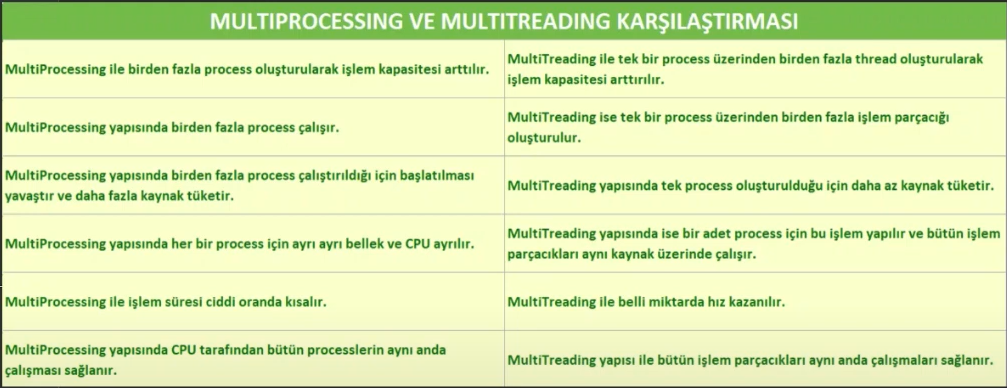 MULTIPROCESSING VE MULTITREADING KARŞILAŞTIRMASI
MultiProcessing ile birden fazla process oluşturularak işlem kapasitesi arttılır.
MultiTreading ile tek bir process üzerinden birden fazla thread oluşturularak
işlem kapasitesi arttırılır.
MultiProcessing yapısında birden fazla process çalışır.
MultiTreading ise tek bir process üzerinden birden fazla işlem parçacığı
oluşturulur.
MultiProcessing yapısında birden fazla process çalıştırıldığı için başlatılması
yavaştır ve daha fazla kaynak tüketir.
MultiTreading yapısında tek process oluşturulduğu için daha az kaynak tüketir.
MultiProcessing yapısında her bir process için ayrı ayrı bellek ve CPU ayrılır.
MultiTreading yapısında ise bir adet process için bu işlem yapılır ve bütün işlem
parçacıkları aynı kaynak üzerinde çalışır.
MultiProcessing ile işlem süresi ciddi oranda kısalır.
MultiTreading ile belli miktarda hız kazanılır.
MultiProcessing yapısında CPU tarafından bütün processlerin aynı anda
çalışması sağlanır.
MultiTreading yapısı ile bütün işlem parçacıkları aynı anda çalışmaları sağlanır.